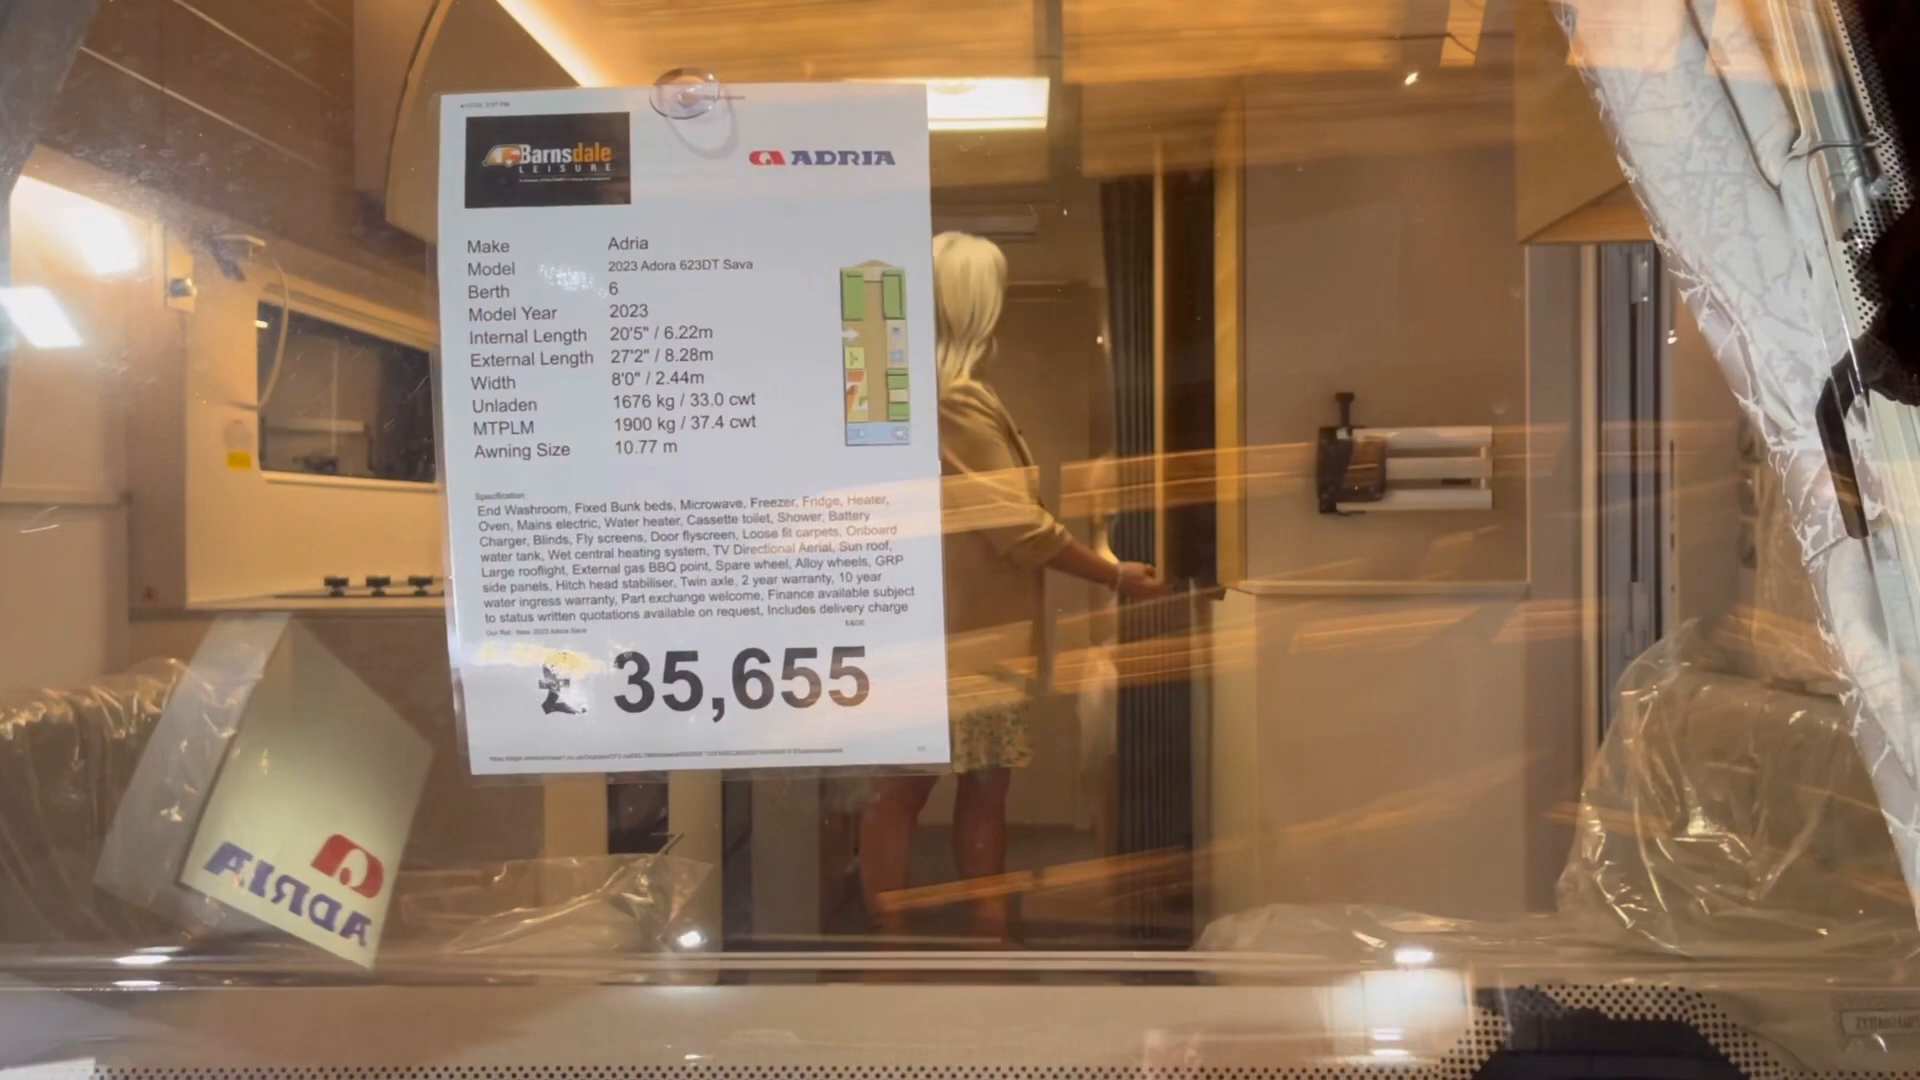 Barnsdale
LEISURE
ADRIA
Make Adria
Model 2023 Adora 623DT Sava
Berth 6
Model Year 2023
Internal Length 20'5" / 6.22m
External Length 27'2" / 8.28m
Width 8'0" / 2.44m
Unladen 1676 kg / 33.0 cwt
MTPLM 1900 kg / 37.4 cwt
Awning Size 10.77 m
Specification
End Washroom, Fixed Bunk beds, Microwave, Freezer, Fridge, Heater,
Oven, Mains electric, Water heater, Cassette toilet, Shower, Battery
Charger, Blinds, Fly screens, Door flyscreen, Loose fit carpets, Onboard
water tank, Wet central heating system, TV Directional Aerial, Sun roof,
Large rooflight, External gas BBQ point, Spare wheel, Alloy wheels, GRP
side panels, Hitch head stabiliser, Twin axle, 2 year warranty, 10 year
water ingress warranty, Part exchange welcome, Finance available subject
to status written quotations available on request, Includes delivery charge
Our Ref: New 2023 Adora Sava
£ 35,655
ADRIA